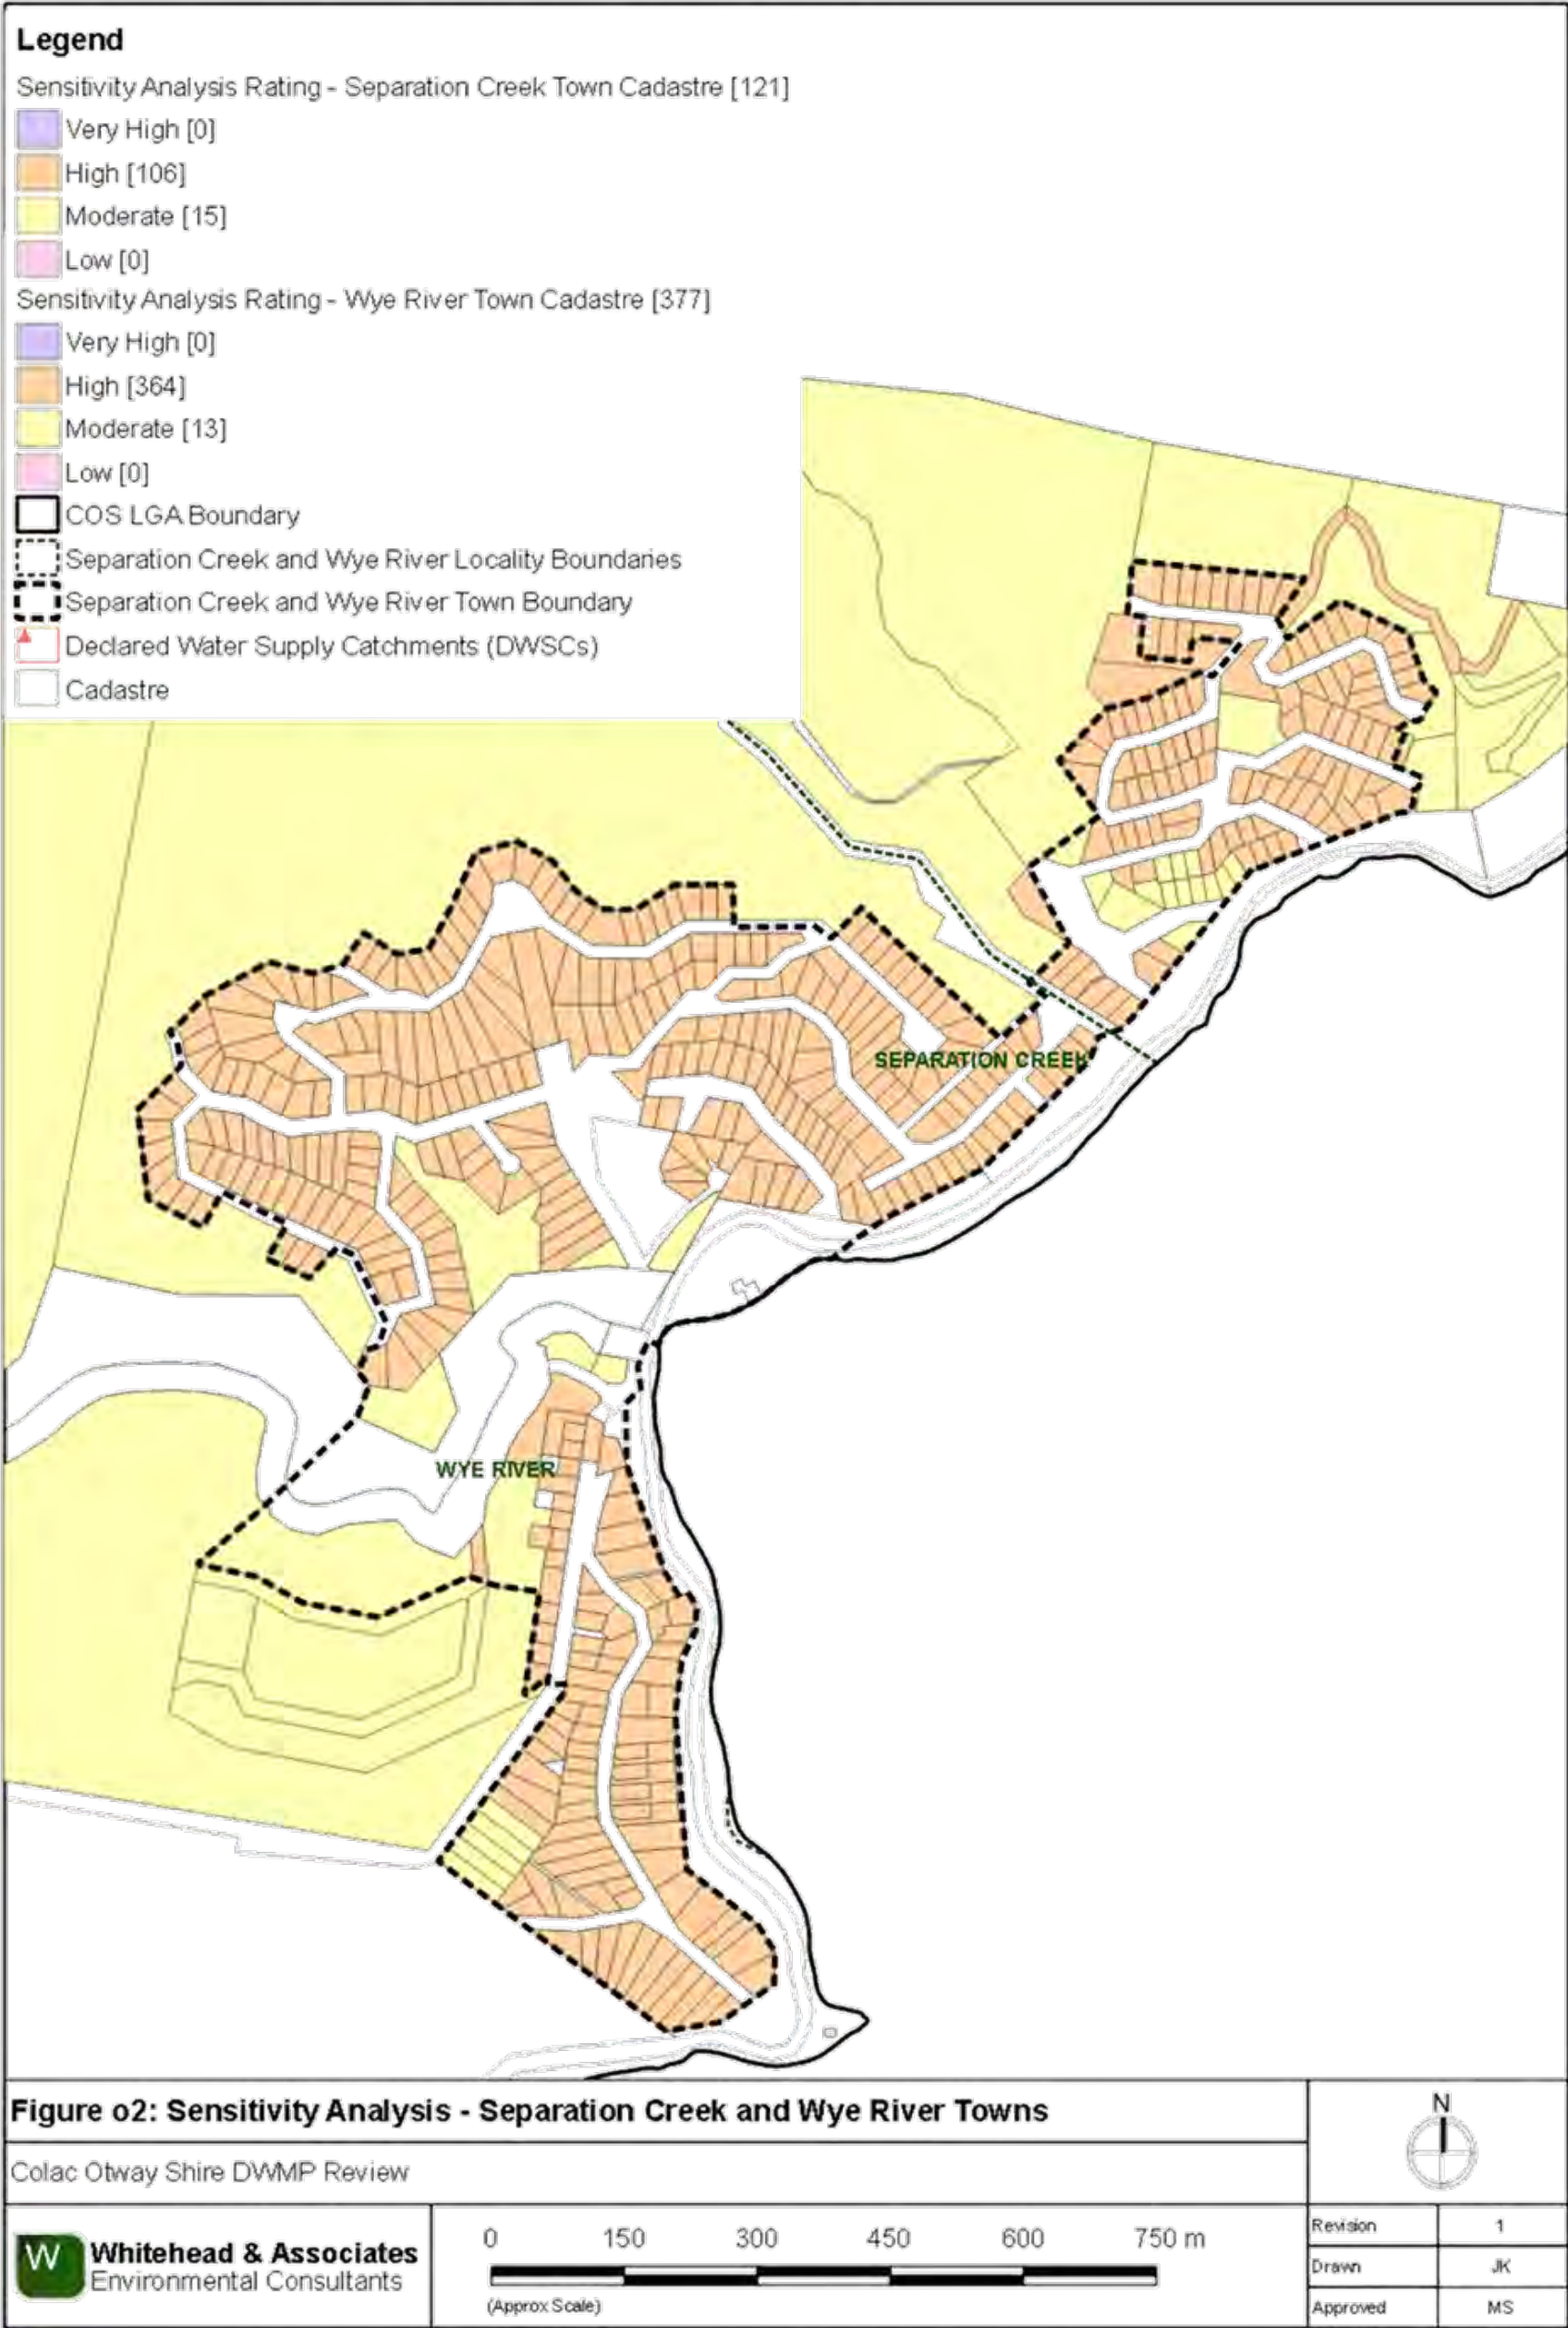 Legend
Sensitivity Analysis Rating - Separation Creek Town Cadastre [121]
Very High [0]
High [106]
Moderate [15]
Low [0]
Sensitivity Analysis Rating - Wye River Town Cadastre [377]
Very High [0]
High [364]
Moderate [13]
Low [0]
COS LGA Boundary
Separation Creek and Wye River Locality Boundaries
Separation Creek and Wye River Town Boundary
Declared Water Supply Catchments (DWSCs)
Cadastre
SEPARATION CREEK
WYE RIVER
Figure o2: Sensitivity Analysis - Separation Creek and Wye River Towns
N
Colac Otway Shire DWMP Review
W
Whitehead & Associates
Environmental Consultants
0 150 300 450 600 750 m
(Approx Scale)
Revision 1
Drawn JK
Approved MS